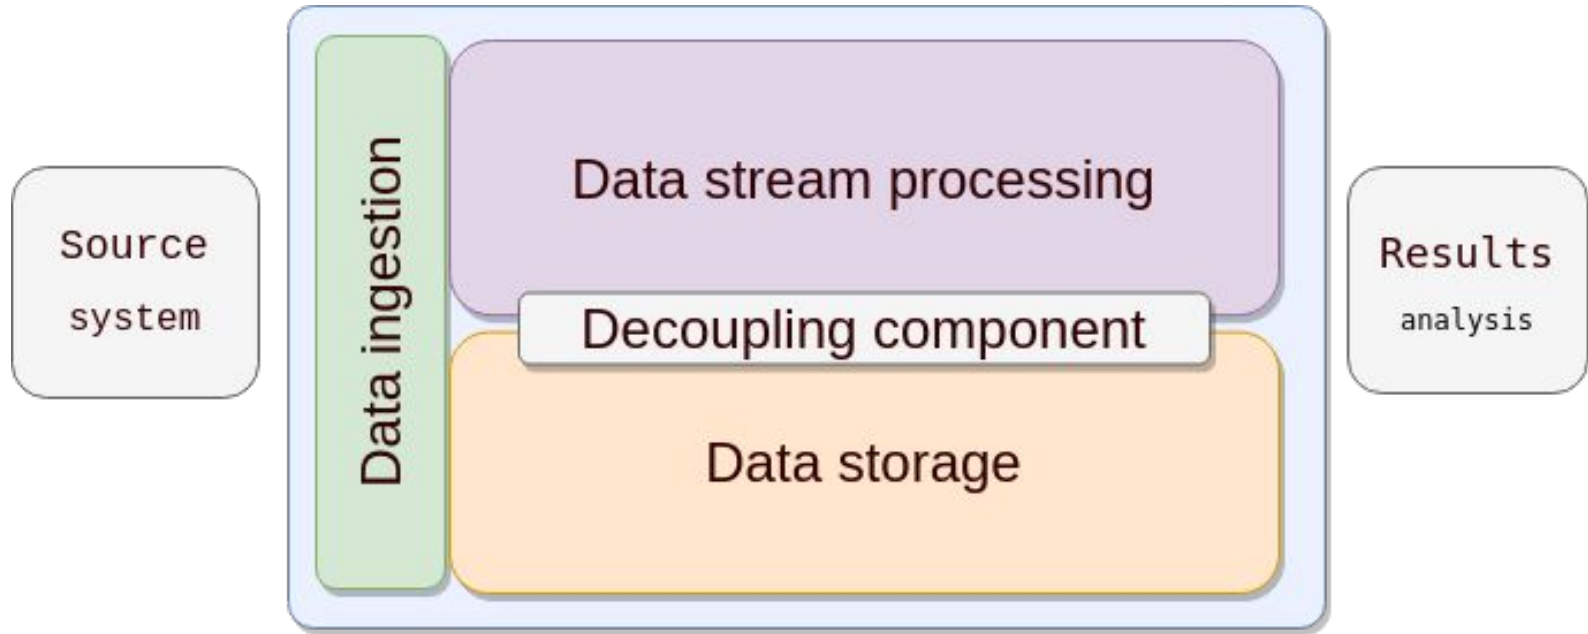 Source
system
Data ingestion
Data stream processing
Decoupling component
Data storage
Results
analysis